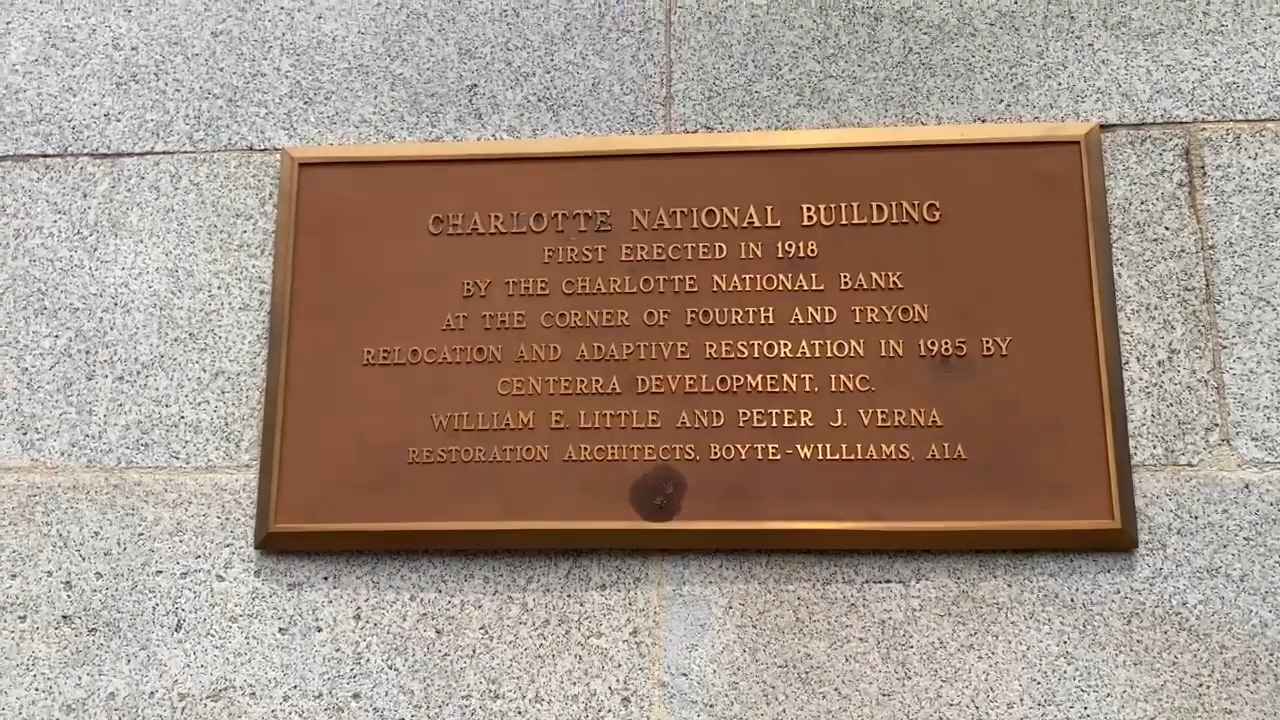 CHARLOTTE NATIONAL BUILDING
FIRST ERECTED IN 1918
BY THE CHARLOTTE NATIONAL BANK
AT THE CORNER OF FOURTH AND TRYON
RELOCATION AND ADAPTIVE RESTORATION IN 1985 BY
CENTERRA DEVELOPMENT, INC.
WILLIAM E. LITTLE AND PETER J. VERNA
RESTORATION ARCHITECTS, BOYTE-WILLIAMS, AIA